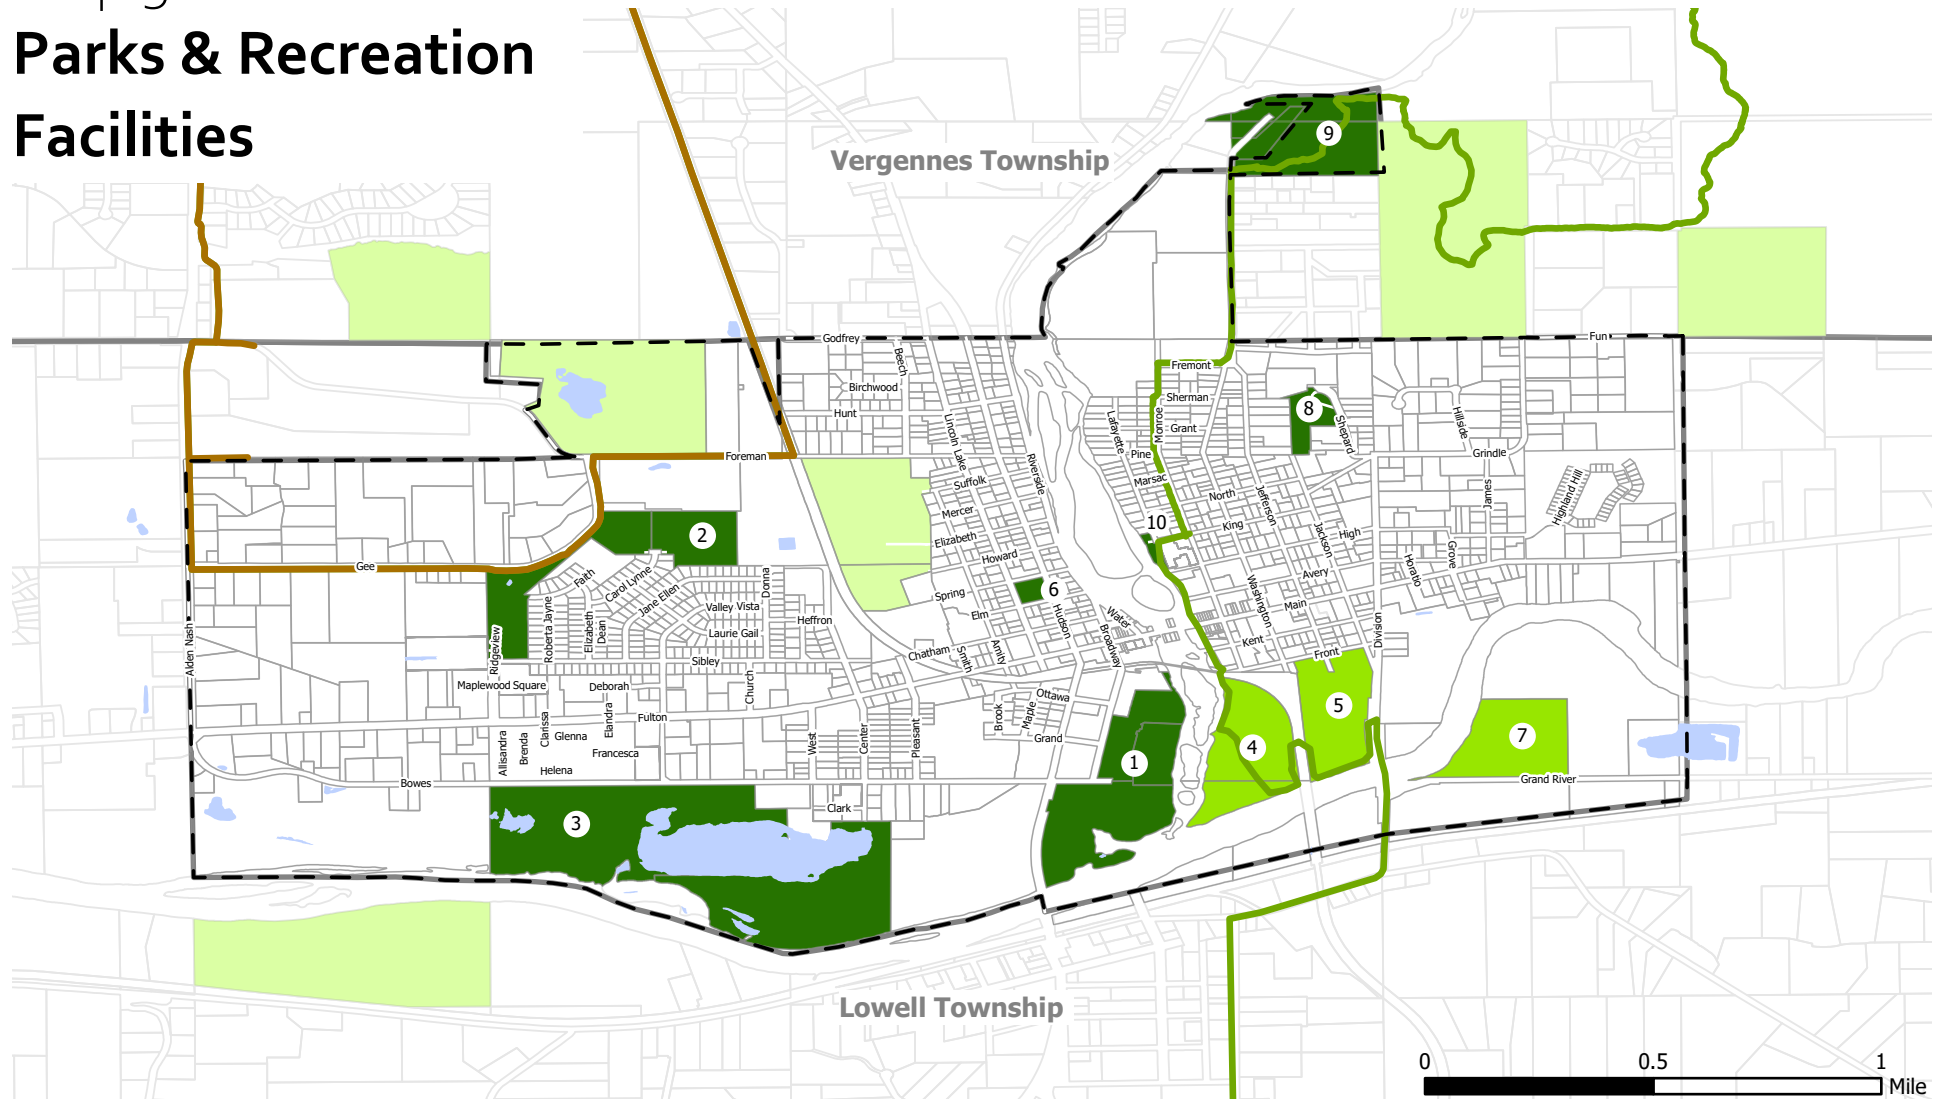 Parks & Recreation
Facilities
Vergennes Township
9
Godfrey
Fun
Beech
Birchwood
Hunt
Fremont
Sherman
Grant
Monroe
Lafayette
Pine
Marsac
8
Shepard
Hillside
Grindle
James
Highland Hill
Lincoln Lake
Riverside
Foreman
Suffolk
Mercer
Elizabeth
Howard
North
King
Jefferson
Jackson
High
Grove
Horatio
Avery
Washington
Main
Kent
Front
Division
10
2
Gee
Faith
Carol Lynne
Jane Ellen
Donna
Valley Vista
Laurie Gail
Heffron
Roberta Jayne
Elizabeth
Dean
Ridgeview
Alden Nash
Sibley
Spring
Elm
6
Hudson
Water
Broadway
Chatham
Smith
Amity
Maplewood Square
Deborah
Church
Clarissa
Elandra
Fulton
Glenna
Brenda
Allisandra
Francesca
Helena
West
Center
Pleasant
Brook
Maple
Ottawa
Grand
1
4
5
7
Grand River
Bowes
Clark
3
Lowell Township
0
0.5
1
Mile